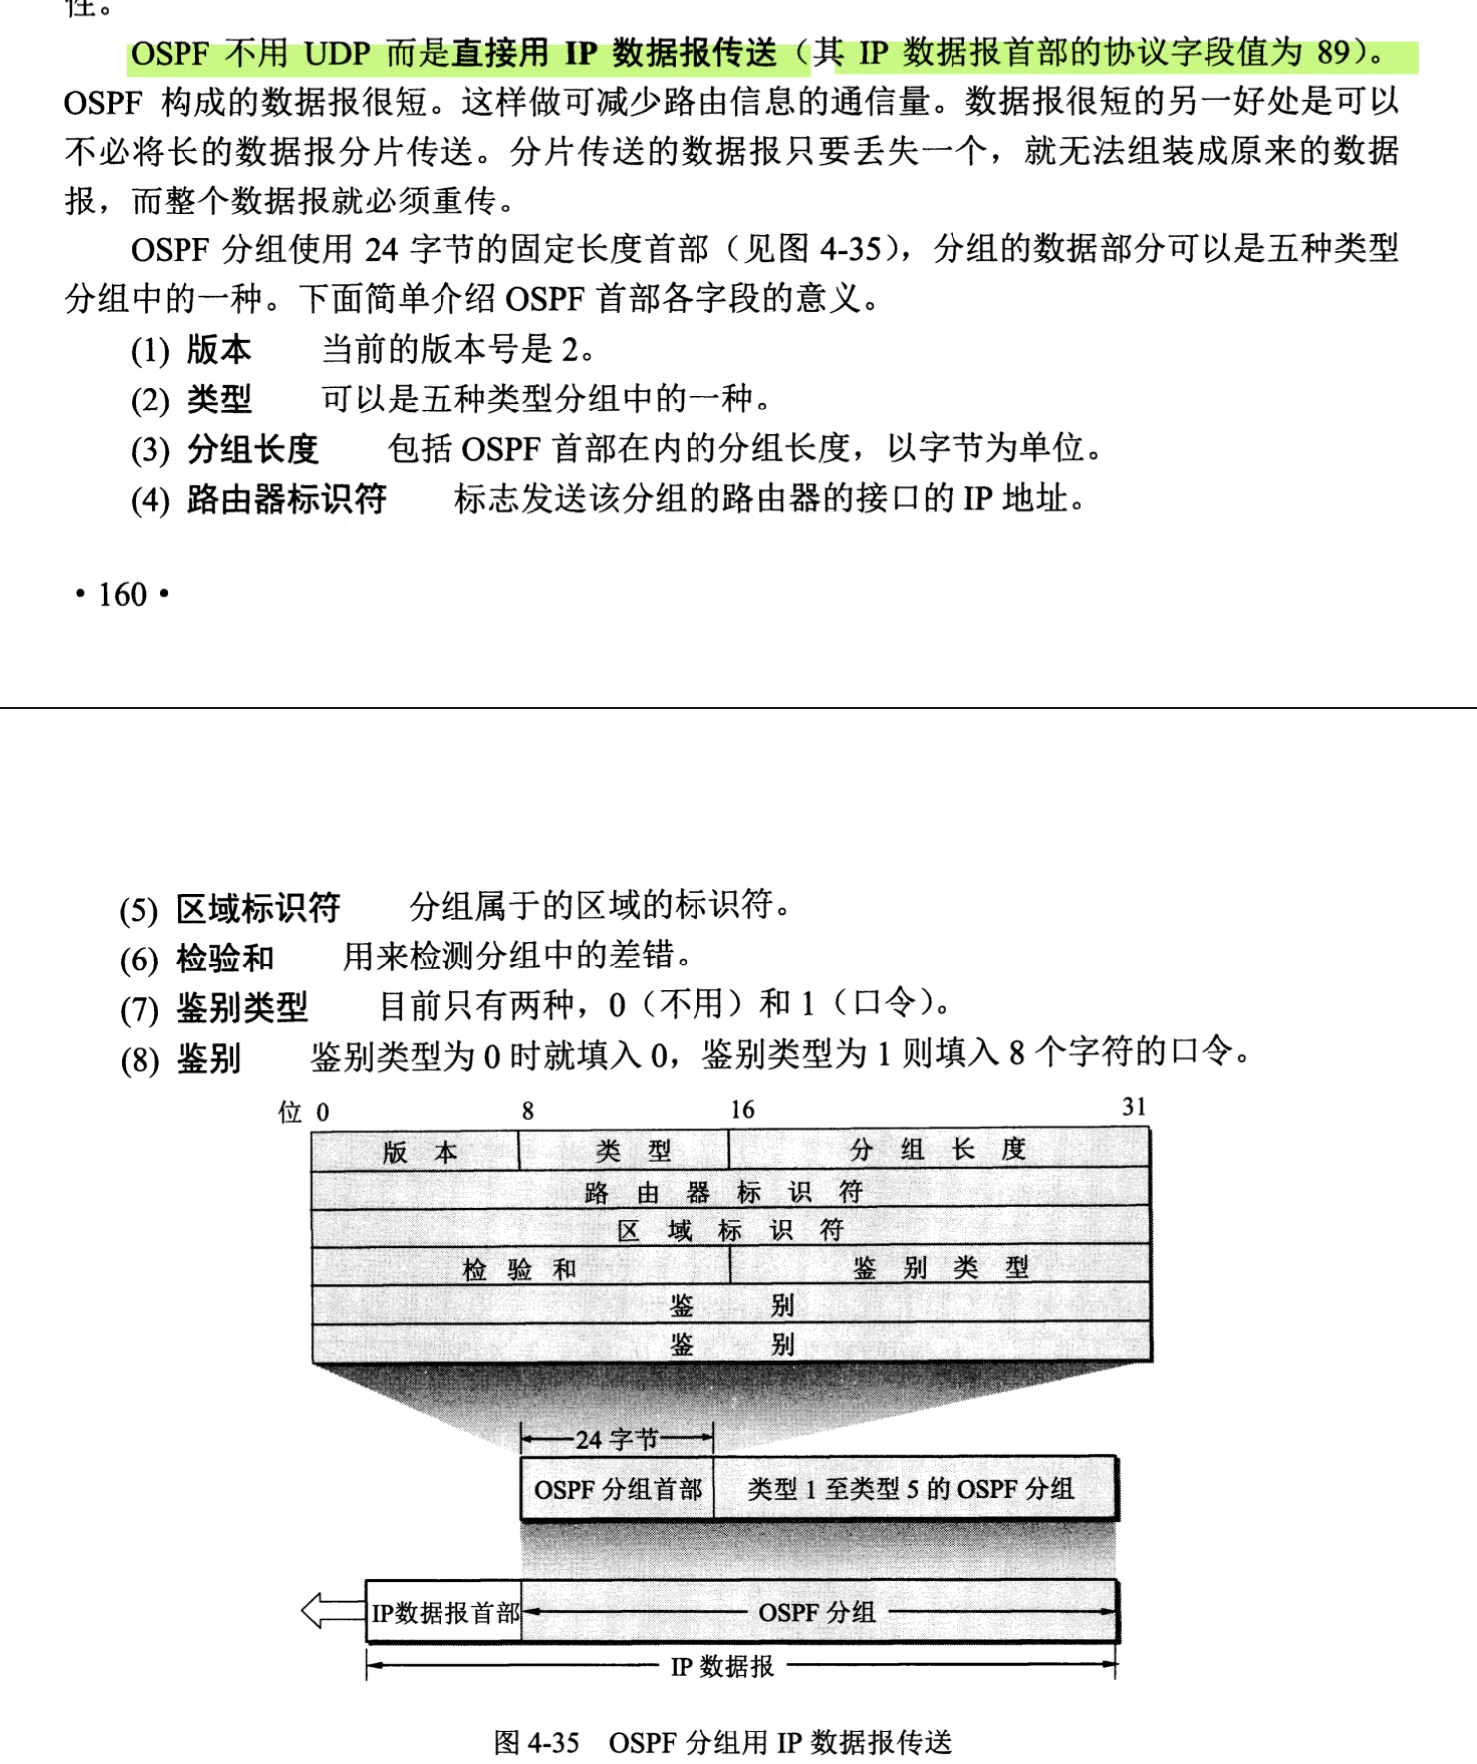 性。
OSPF 不用 UDP 而是直接用 IP 数据报传送（其 IP 数据报首部的协议字段值为 89）。
OSPF 构成的数据报很短。这样做可减少路由信息的通信量。数据报很短的另一好处是可以
不必将长的数据报分片传送。分片传送的数据报只要丢失一个，就无法组装成原来的数据
报，而整个数据报就必须重传。
OSPF 分组使用 24 字节的固定长度首部（见图 4-35），分组的数据部分可以是五种类型
分组中的一种。下面简单介绍 OSPF 首部各字段的意义。
(1) 版本 当前的版本号是 2。
(2) 类型 可以是五种类型分组中的一种。
(3) 分组长度 包括 OSPF 首部在内的分组长度，以字节为单位。
(4) 路由器标识符 标志发送该分组的路由器的接口的 IP 地址。
• 160 •
(5) 区域标识符 分组属于的区域的标识符。
(6) 检验和 用来检测分组中的差错。
(7) 鉴别类型 目前只有两种，0（不用）和 1（口令）。
(8) 鉴别 鉴别类型为 0 时就填入 0，鉴别类型为 1 则填入 8 个字符的口令。
位 0 8 16 31
版 本 类 型 分 组 长 度
路 由 器 标 识 符
区 域 标 识 符
检 验 和 鉴 别 类 型
鉴 别
鉴 别
24 字节
OSPF 分组首部 类型 1 至类型 5 的 OSPF 分组
IP数据报首部 OSPF 分组
IP 数据报
图 4-35 OSPF 分组用 IP 数据报传送